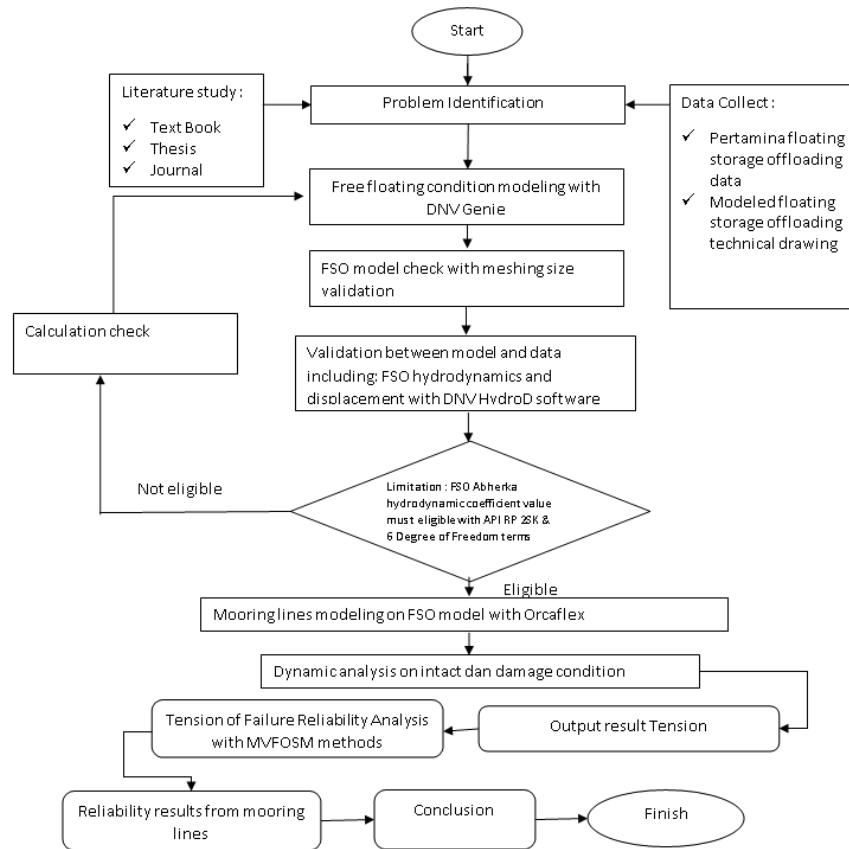 Start
Literature study :
✓ Text Book
✓ Thesis
✓ Journal
Problem Identification
Data Collect :
✓ Pertamina floating
storage offloading
data
✓ Modeled floating
storage offloading
technical drawing
Free floating condition modeling with
DNV Genie
FSO model check with meshing size
validation
Calculation check
Validation between model and data
including: FSO hydrodynamics and
displacement with DNV HydroD software
Not eligible
Limitation : FSO Abherka
hydrodynamic coefficient value
must eligible with API RP 2SK &
6 Degree of Freedom terms
Eligible
Mooring lines modeling on FSO model with Orcaflex
Dynamic analysis on intact dan damage condition
Tension of Failure Reliability Analysis
with MVFOSM methods
Output result Tension
Reliability results from mooring
lines
Conclusion
Finish